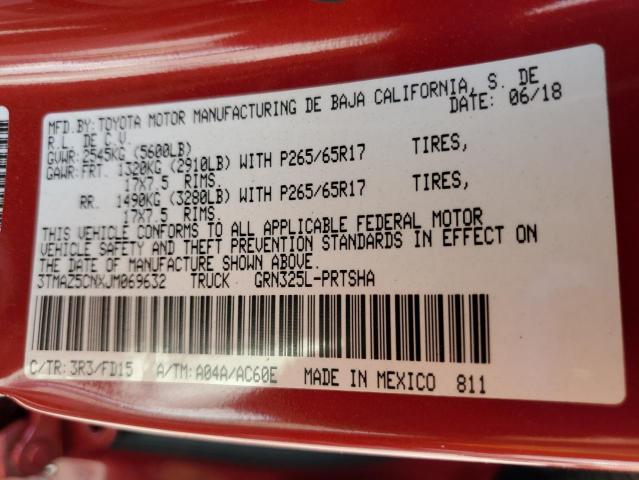 MFD.BY:TOYOTA MOTOR MANUFACTURING DE BAJA CALIFORNIA, S. DE
R.L. DE C.V. DATE: 06/18
GVWR: 2545KG (5600LB)
GAWR:FRT. 1320KG (2910LB) WITH P265/65R17 TIRES,
17X7.5 RIMS.
RR. 1490KG (3280LB) WITH P265/65R17 TIRES,
17X7.5 RIMS.
THIS VEHICLE CONFORMS TO ALL APPLICABLE FEDERAL MOTOR
VEHICLE SAFETY AND THEFT PREVENTION STANDARDS IN EFFECT ON
THE DATE OF MANUFACTURE SHOWN ABOVE.
3TMAZ5CNXJM069632 TRUCK GRN325L-PRTSHA
C/TR: 3R3/FD15 A/TM: A04A/AC60E MADE IN MEXICO 811